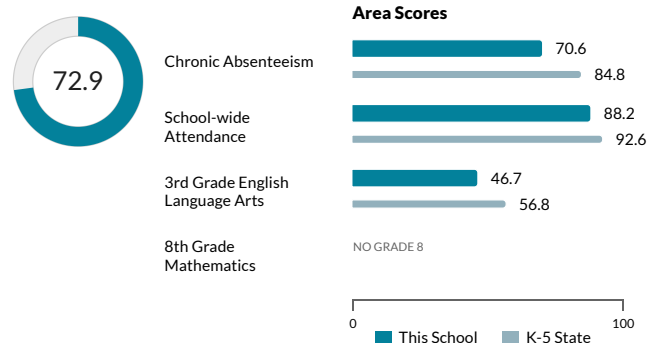 Area Scores
72.9
Chronic Absenteeism
70.6
84.8
School-wide
Attendance
88.2
92.6
3rd Grade English
Language Arts
46.7
56.8
8th Grade
Mathematics
NO GRADE 8
0
100
This School
K-5 State